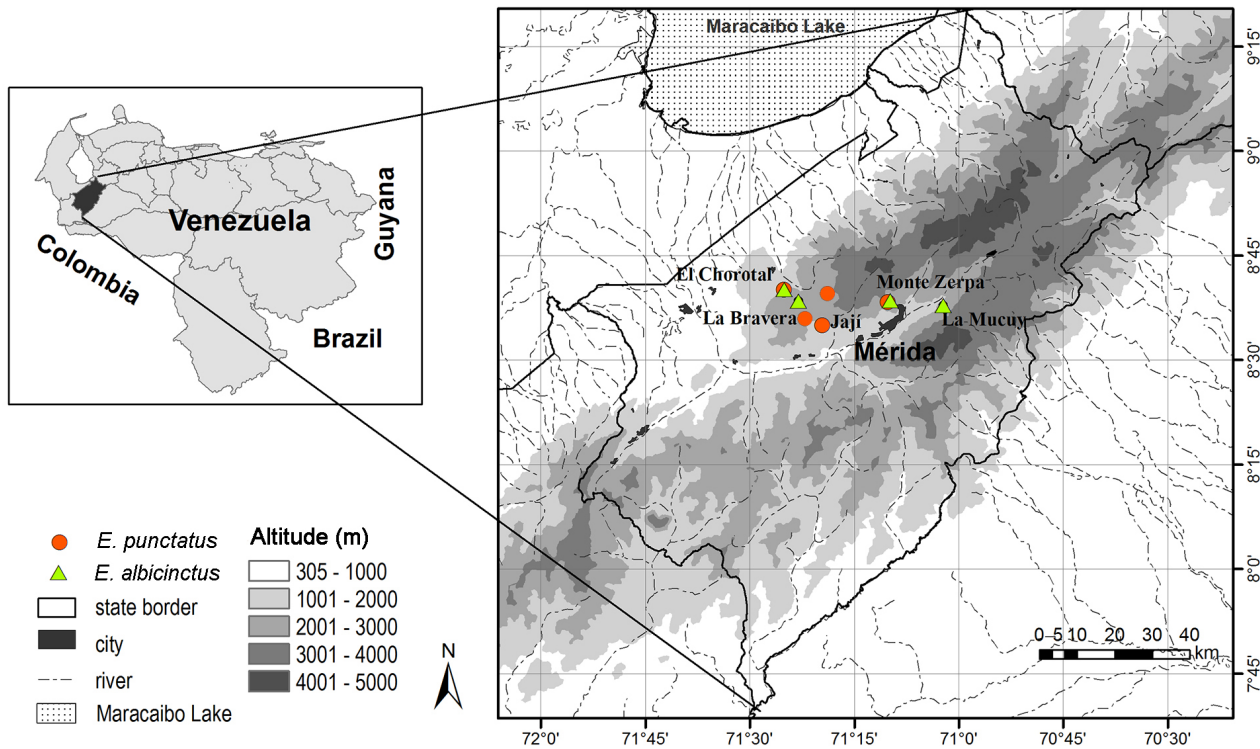 Maracaibo Lake
Venezuela
Guyana
Colombia
Brazil
El Chorotal
Monte Zerpa
La Bravera
Jají
La Mucúy
Mérida
E. punctatus
E. albicinctus
state border
city
river
Maracaibo Lake
Altitude (m)
305 - 1000
1001 - 2000
2001 - 3000
3001 - 4000
4001 - 5000
N
0 5 10 20 30 40
km
9°15'
9°0'
8°45'
8°30'
8°15'
8°0'
7°45'
72°0'
71°45'
71°30'
71°15'
71°0'
70°45'
70°30'